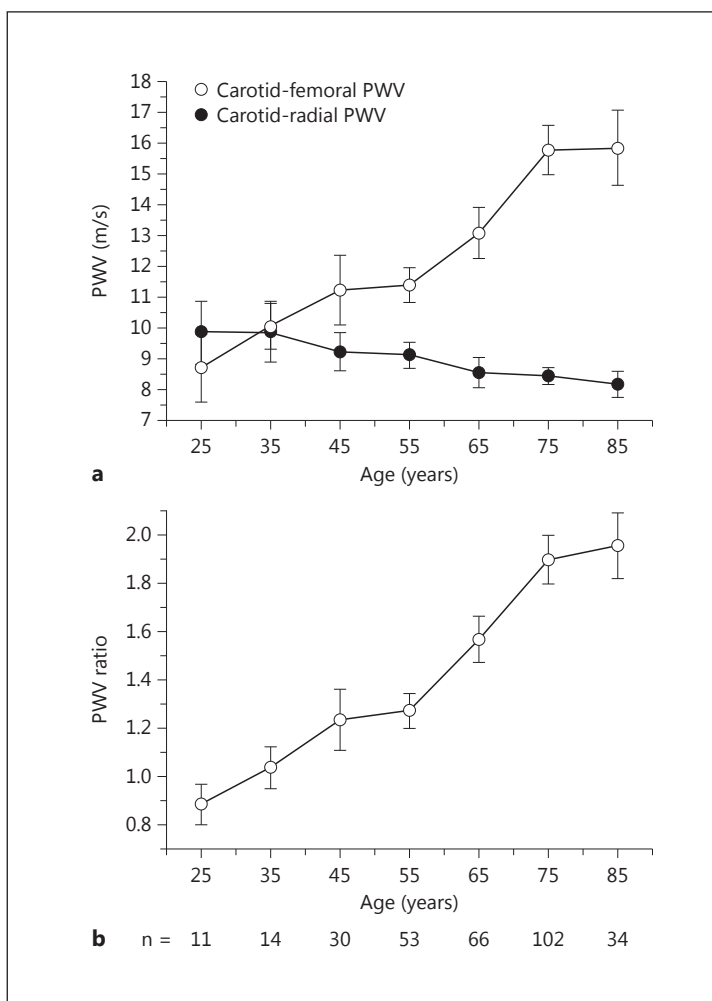 18
17
16
15
14
13
12
11
10
9
8
7
PWV (m/s)
Carotid-femoral PWV
Carotid-radial PWV
25 35 45 55 65 75 85
a Age (years)
2.0
1.8
1.6
1.4
1.2
1.0
0.8
PWV ratio
25 35 45 55 65 75 85
Age (years)
b n = 11 14 30 53 66 102 34